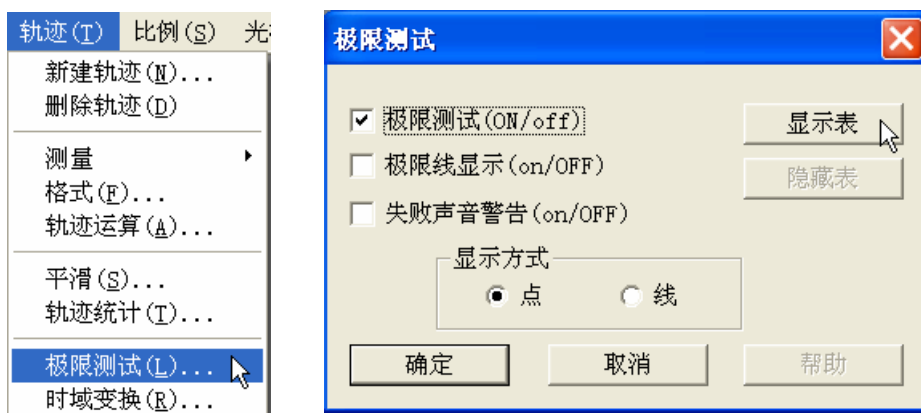 轨迹(T) 比例(S)
新建轨迹(N)...
删除轨迹(D)
测量
格式(F)...
轨迹运算(A)...
平滑(S)...
轨迹统计(T)...
极限测试(L)...
时域变换(R)...
极限测试
极限测试(ON/off)
显示表
极限线显示(on/OFF)
隐藏表
失败声音警告(on/OFF)
显示方式
点 线
确定 取消 帮助